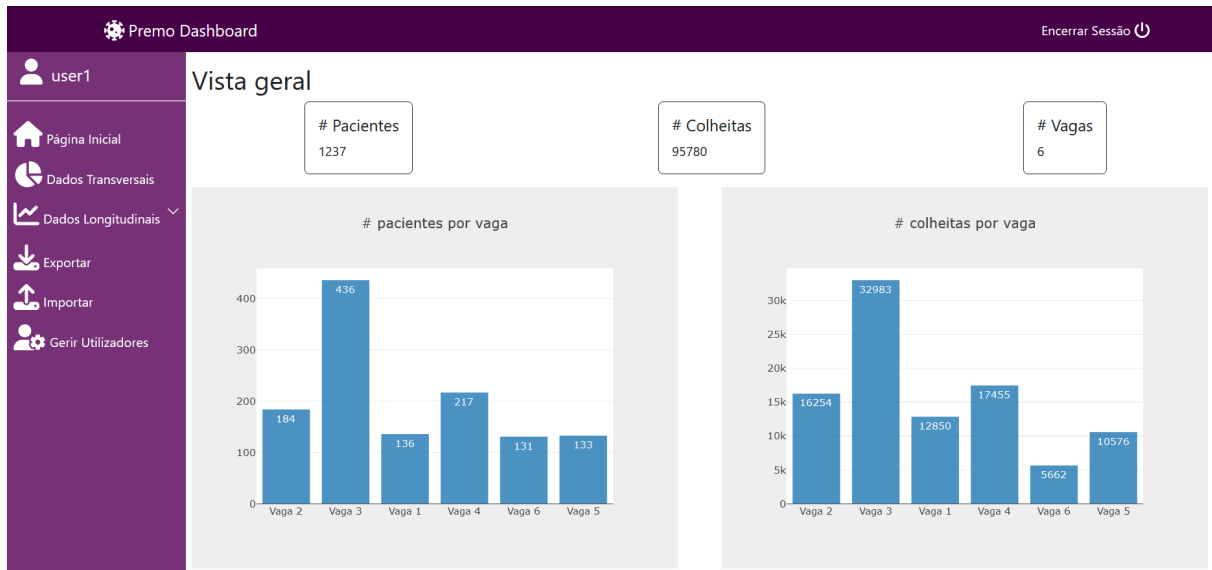 Premo Dashboard
Encerrar Sessão
user1
Página Inicial
Dados Transversais
Dados Longitudinais
Exportar
Importar
Gerir Utilizadores
Vista geral
# Pacientes
1237
# Colheitas
95780
# Vagas
6
# pacientes por vaga
400
300
200
100
0
184
436
136
217
131
133
Vaga 2 Vaga 3 Vaga 1 Vaga 4 Vaga 6 Vaga 5
# colheitas por vaga
30k
25k
20k
15k
10k
5k
0
16254
32983
12850
17455
5662
10576
Vaga 2 Vaga 3 Vaga 1 Vaga 4 Vaga 6 Vaga 5